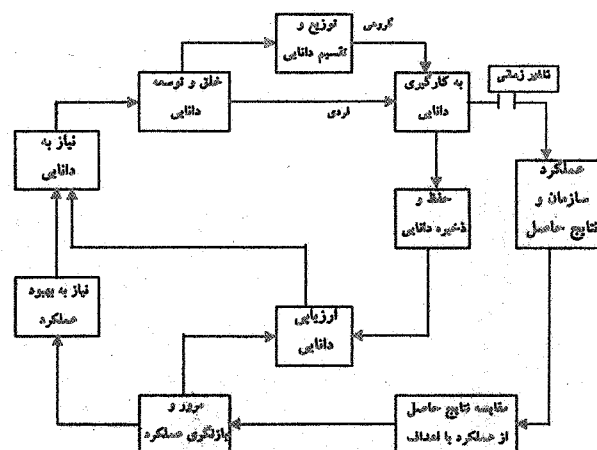 توزیع و
تقسیم دانایی
گروهی
خلق و توسعه
دانایی
فردی
به کارگیری
دانایی
تاخیر زمانی
نیاز به
دانایی
عملکرد
سازمان و
نتایج حاصل
حفظ و
ذخیره دانایی
نیاز به بهبود
عملکرد
ارزیابی
دانایی
مرور و
بازنگری عملکرد
مقایسه نتایج حاصل
از عملکرد با اهداف